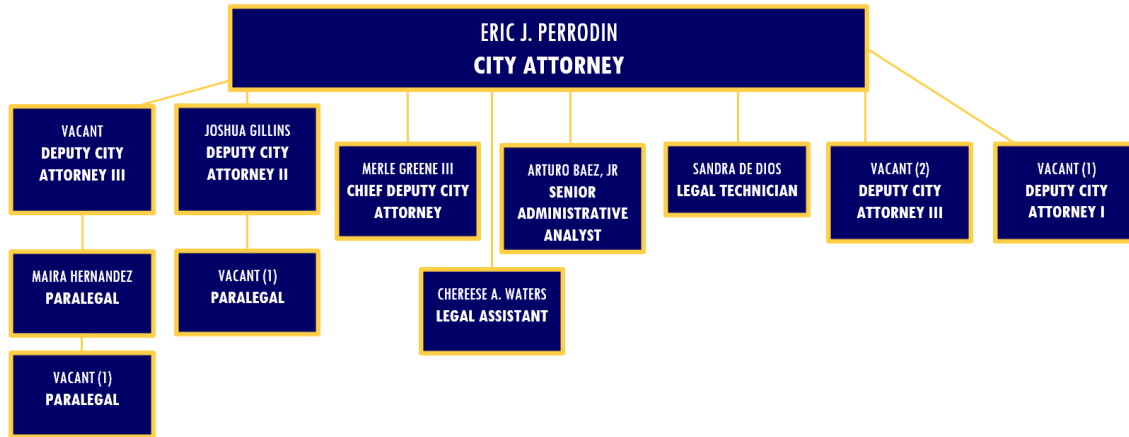 ERIC J. PERRODIN
CITY ATTORNEY
VACANT
DEPUTY CITY
ATTORNEY III
JOSHUA GILLINS
DEPUTY CITY
ATTORNEY II
MERLE GREENE III
CHIEF DEPUTY CITY
ATTORNEY
ARTURO BAEZ, JR
SENIOR
ADMINISTRATIVE
ANALYST
SANDRA DE DIOS
LEGAL TECHNICIAN
VACANT (2)
DEPUTY CITY
ATTORNEY III
VACANT (1)
DEPUTY CITY
ATTORNEY I
MAIRA HERNANDEZ
PARALEGAL
VACANT (1)
PARALEGAL
CHEREESE A. WATERS
LEGAL ASSISTANT
VACANT (1)
PARALEGAL